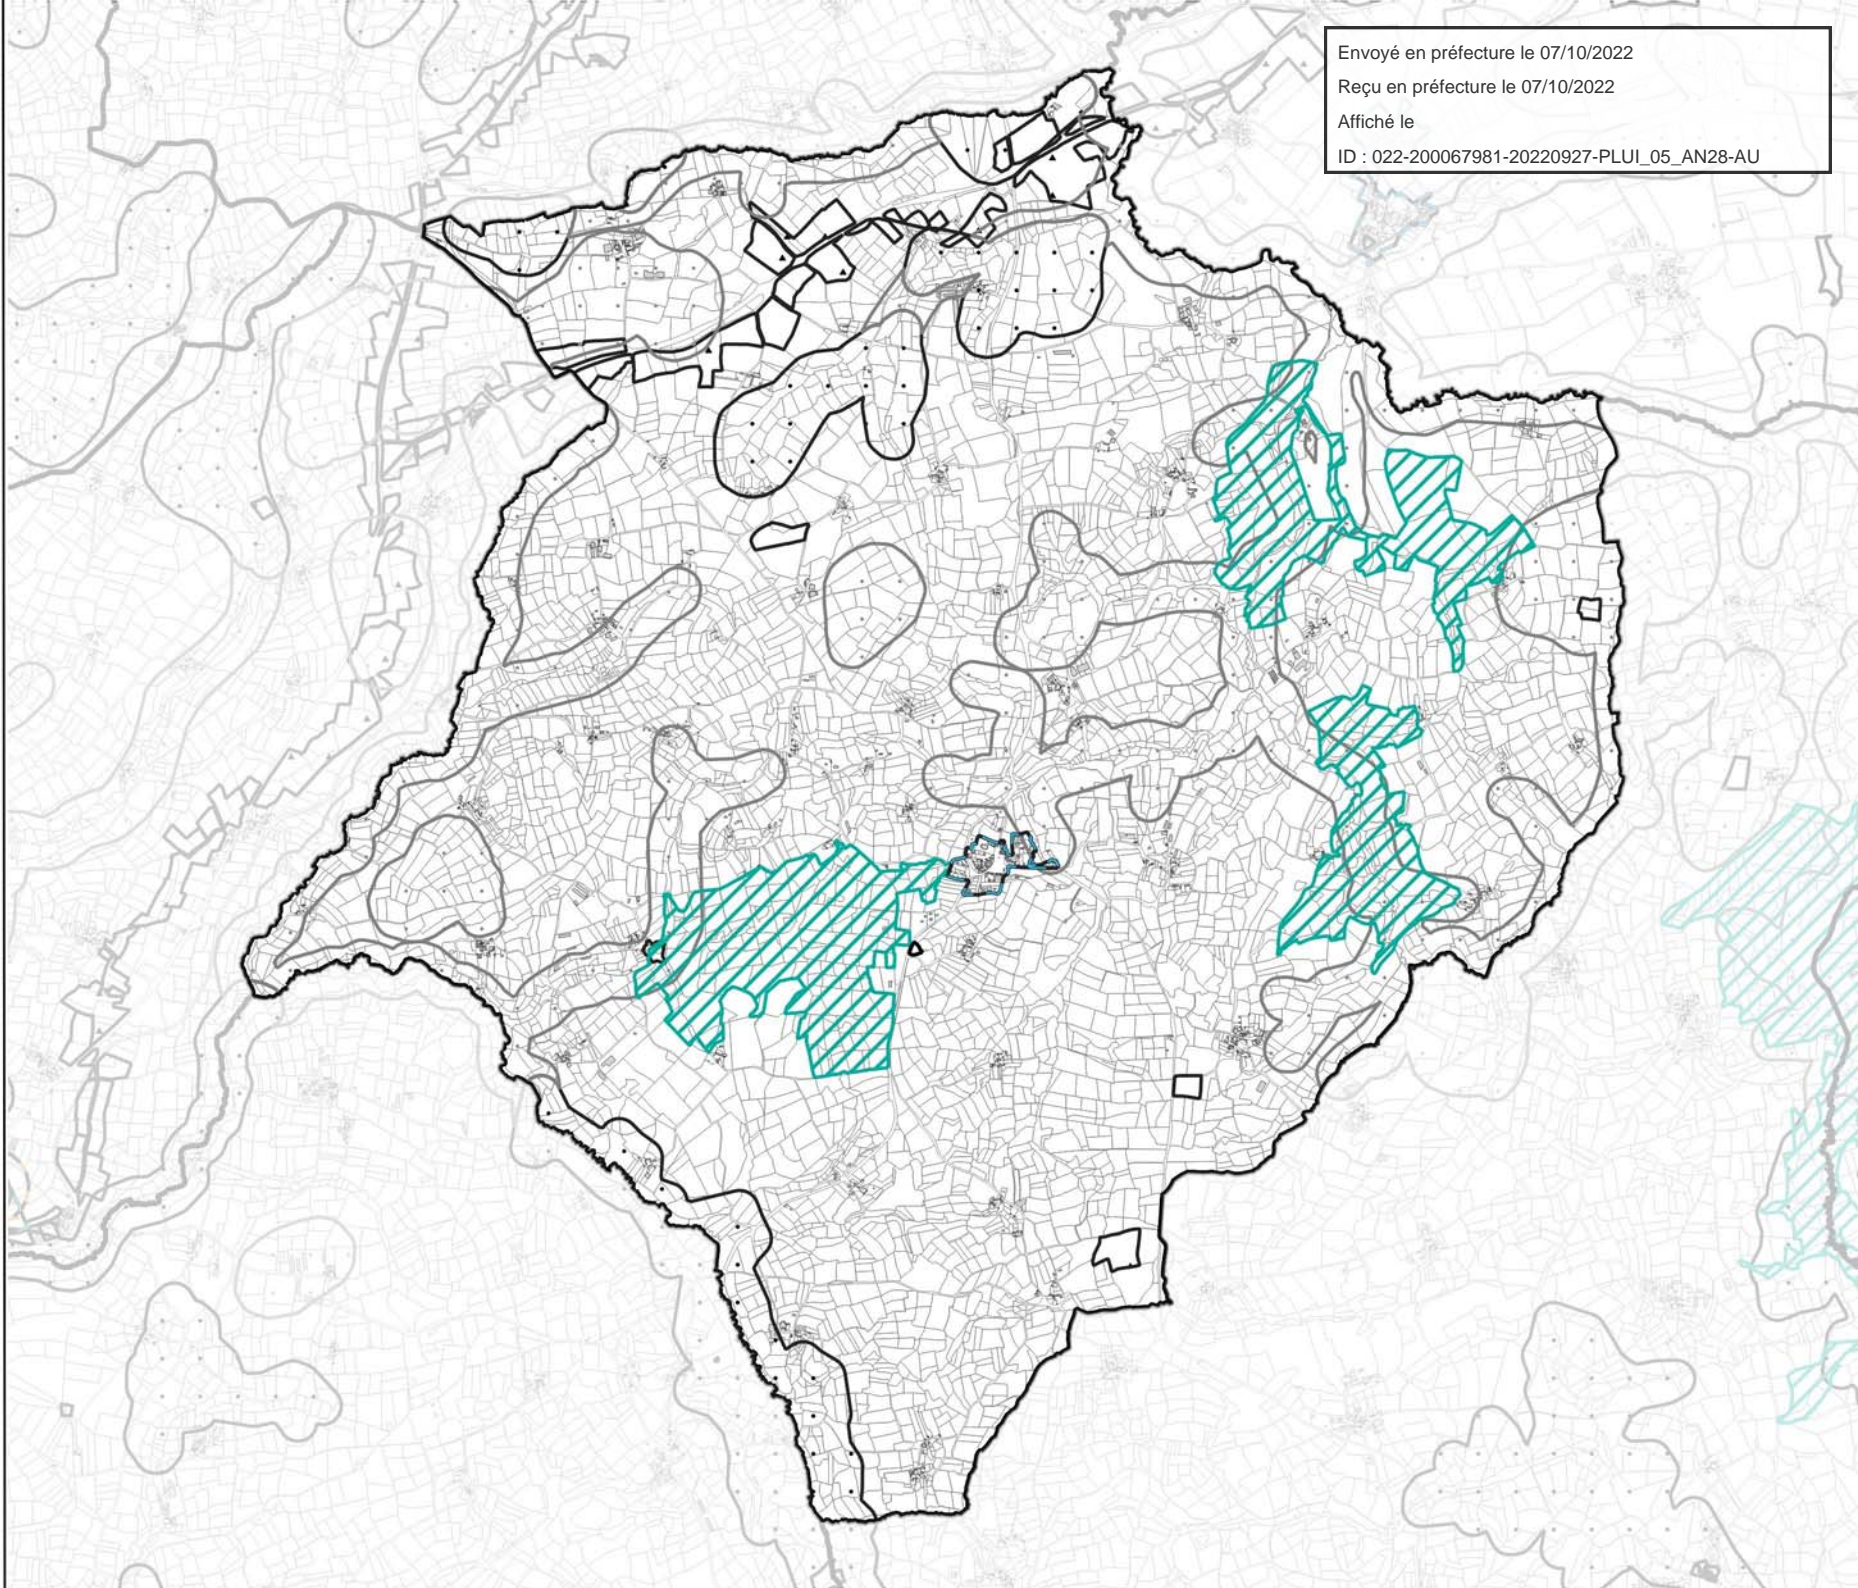 Envoyé en préfecture le 07/10/2022
Reçu en préfecture le 07/10/2022
Affiché le
ID : 022-200067981-20220927-PLUI_05_AN28-AU